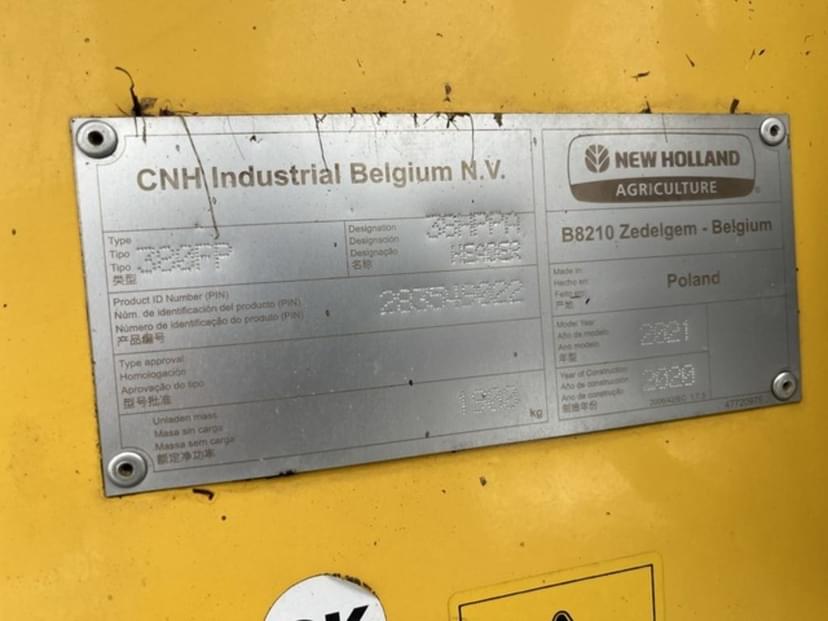 CNH Industrial Belgium N.V.
NEW HOLLAND
AGRICULTURE
B8210 Zedelgem - Belgium
Type
Tipo
Tipo
类型
380FP
Designation
Designación
Designação
名称
HEADER
Product ID Number (PIN)
Núm. de identificación del producto (PIN)
Número de identificação do produto (PIN)
产品编号
283549022
Type approval
Homologación
Aprovação do tipo
型号批准
Unladen mass
Masa sin carga
Massa sem carga
额定净功率
1900
kg
Made in:
Hecho en:
Feito em:
产地
Poland
Model Year
Año de modelo
Ano modelo
年型
2021
Year of Construction
Año de construcción
Ano de construção
制造年份
2020